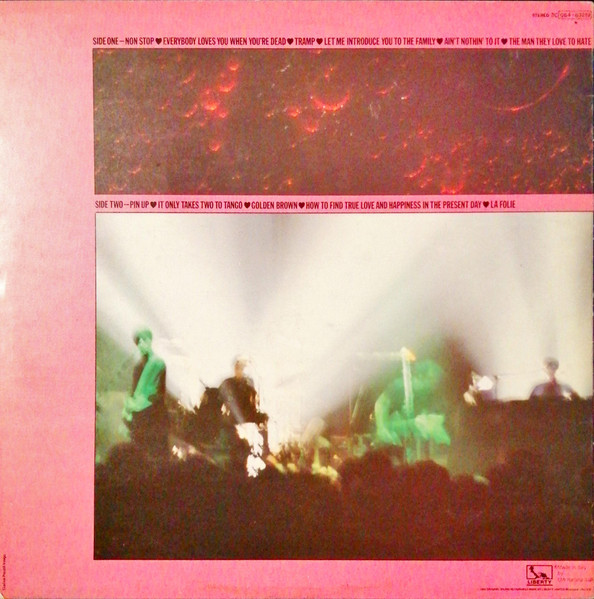 STEREO
SIDE ONE – NON STOP ♥ EVERYBODY LOVES YOU WHEN YOU'RE DEAD ♥ TRAMP ♥ LET ME INTRODUCE YOU TO THE FAMILY ♥ AIN'T NOTHIN' TO IT ♥ THE MAN THEY LOVE TO HATE
SIDE TWO – PIN UP ♥ IT ONLY TAKES TWO TO TANGO ♥ GOLDEN BROWN ♥ HOW TO FIND TRUE LOVE AND HAPPINESS IN THE PRESENT DAY ♥ LA FOLIE
LIBERTY